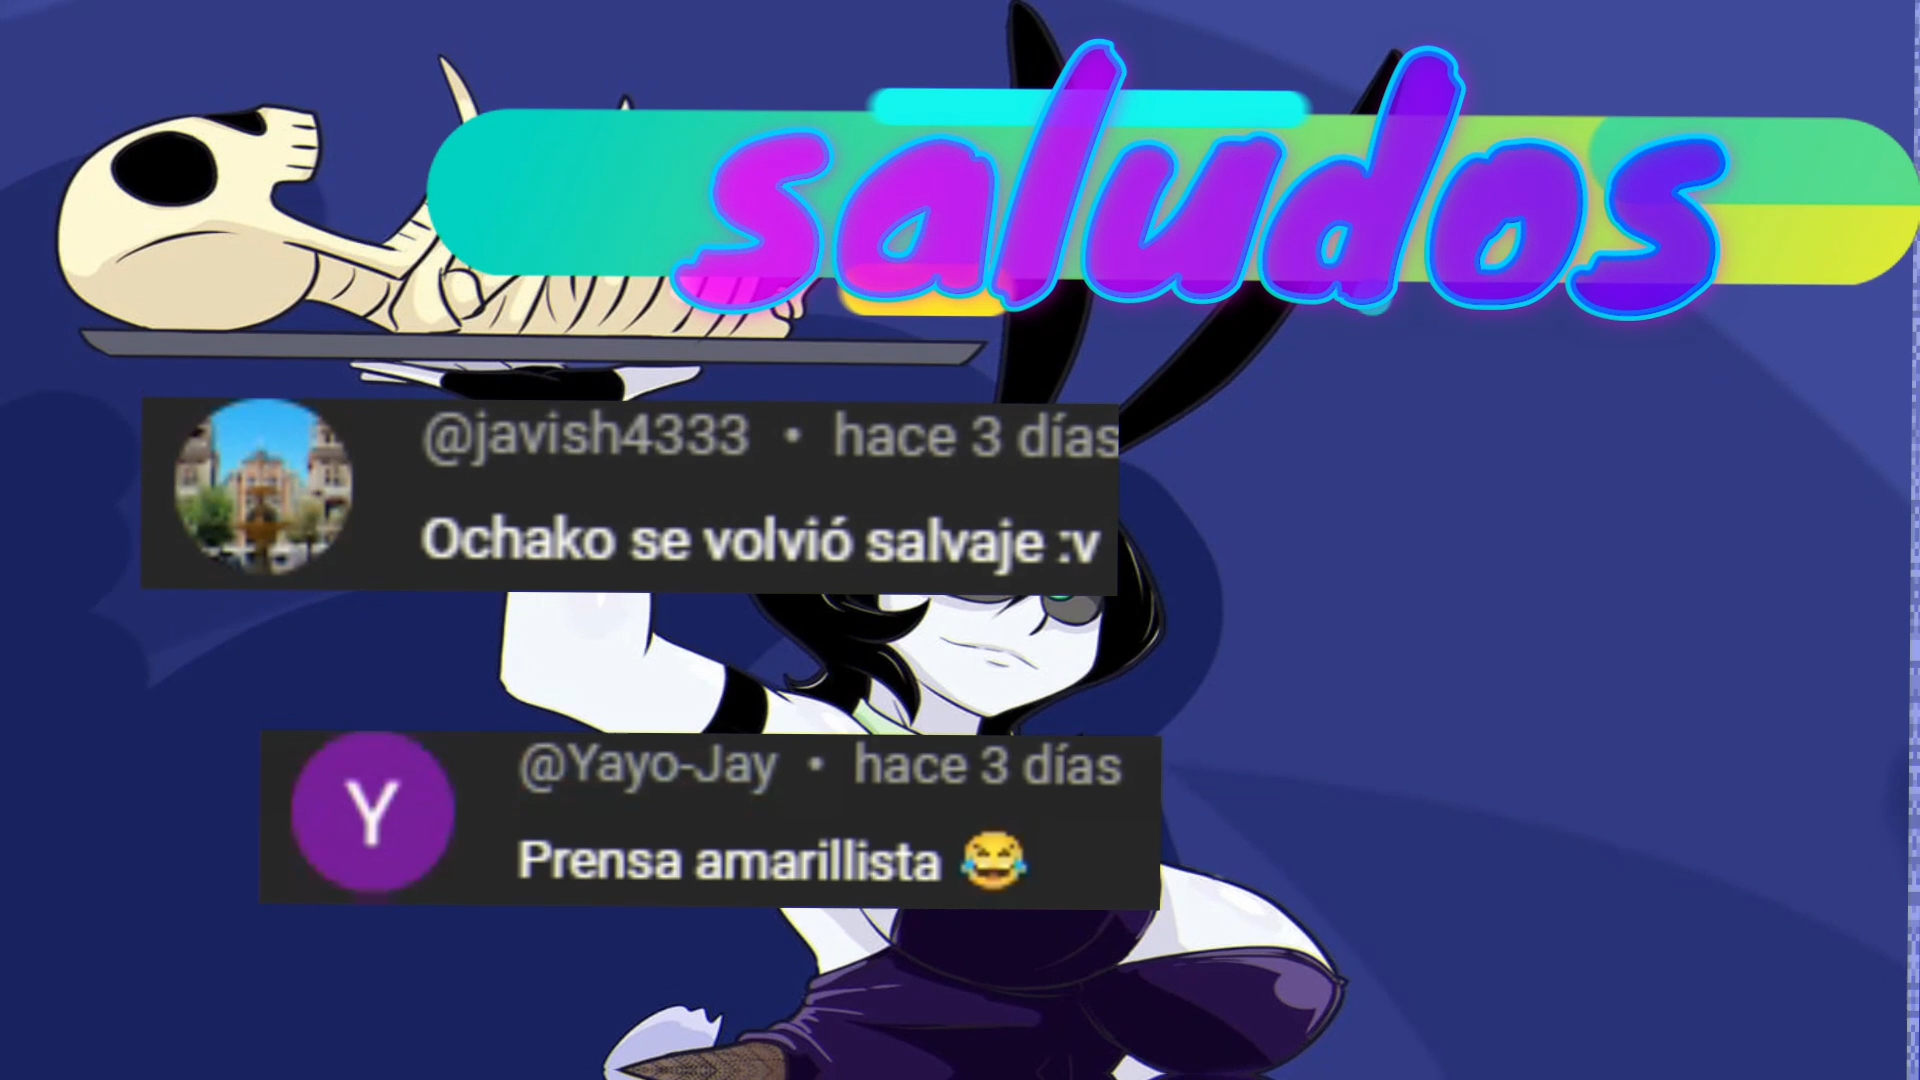 saludos
@javish4333 • hace 3 días
Ochako se volvió salvaje :v
Y
@Yayo-Jay • hace 3 días
Prensa amarillista 😂